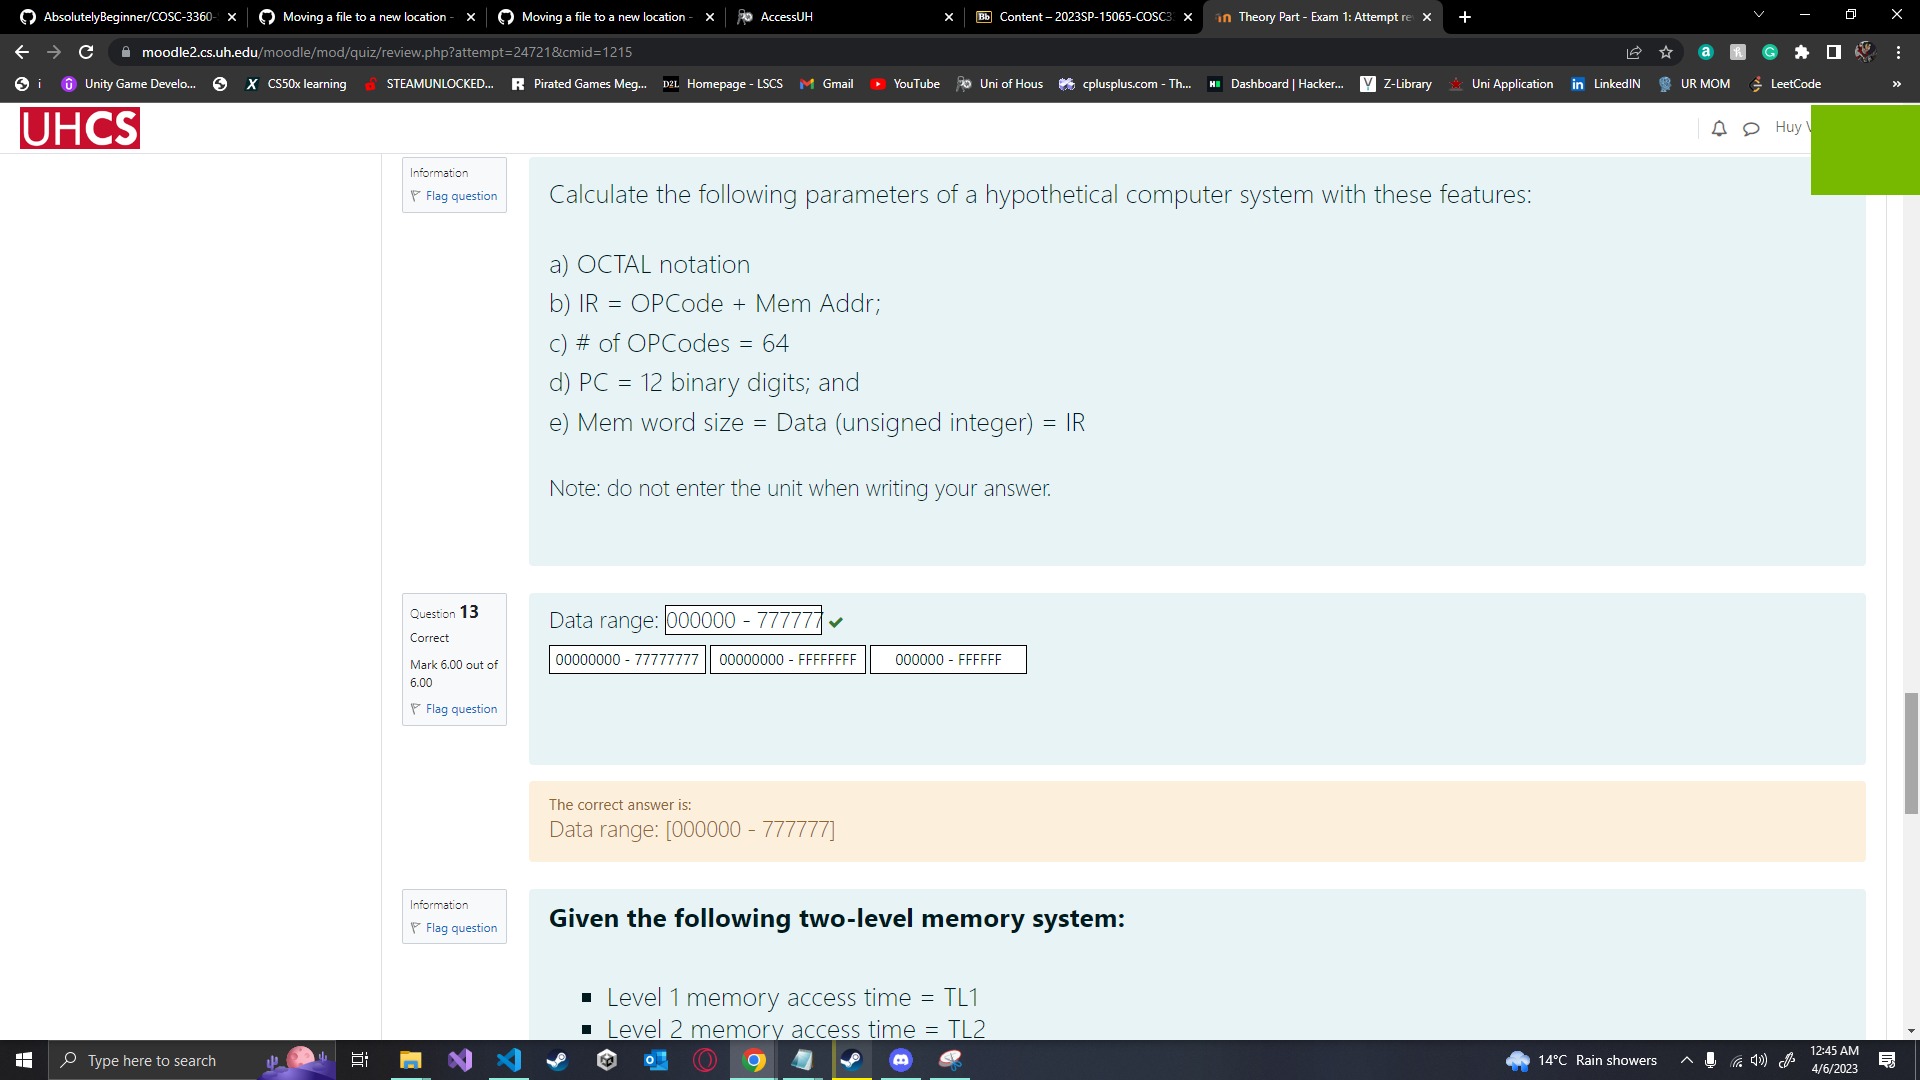 AbsolutelyBeginner/COSC-3360-
Moving a file to a new location -
Moving a file to a new location -
AccessUH
Bb Content – 2023SP-15065-COSC3
Theory Part - Exam 1: Attempt re
moodle2.cs.uh.edu/moodle/mod/quiz/review.php?attempt=24721&cmid=1215
i
Unity Game Develo...
CS50x learning
STEAMUNLOCKED...
Pirated Games Meg...
D2L Homepage - LSCS
Gmail
YouTube
Uni of Hous
cplusplus.com - Th...
Dashboard | Hacker...
Z-Library
Uni Application
LinkedIN
UR MOM
LeetCode
»
UHCS
Huy V
Information
Flag question
Calculate the following parameters of a hypothetical computer system with these features:
a) OCTAL notation
b) IR = OPCode + Mem Addr;
c) # of OPCodes = 64
d) PC = 12 binary digits; and
e) Mem word size = Data (unsigned integer) = IR
Note: do not enter the unit when writing your answer.
Question 13
Correct
Mark 6.00 out of
6.00
Flag question
Data range: 000000 - 777777
00000000 - 77777777
00000000 - FFFFFFFF
000000 - FFFFFF
The correct answer is:
Data range: [000000 - 777777]
Information
Flag question
Given the following two-level memory system:
Level 1 memory access time = TL1
Level 2 memory access time = TL2
Type here to search
14°C Rain showers
12:45 AM
4/6/2023